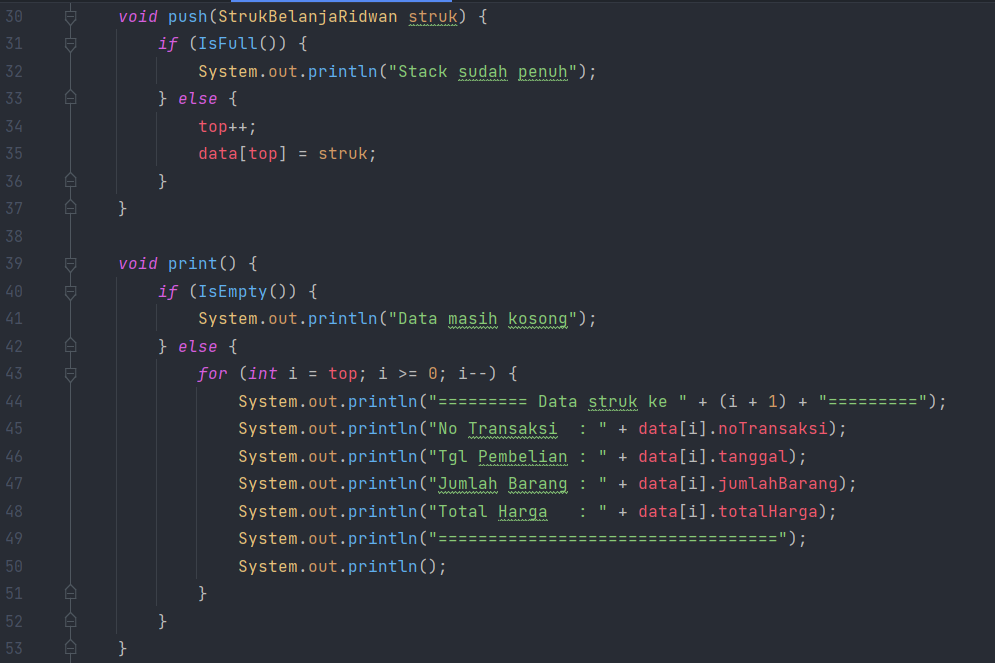 30 void push(StrukBelanjaRidwan struk) {
31 if (IsFull()) {
32 System.out.println("Stack sudah penuh");
33 } else {
34 top++;
35 data[top] = struk;
36 }
37 }
38
39 void print() {
40 if (IsEmpty()) {
41 System.out.println("Data masih kosong");
42 } else {
43 for (int i = top; i >= 0; i--) {
44 System.out.println("========= Data struk ke " + (i + 1) + "=========");
45 System.out.println("No Transaksi  : " + data[i].noTransaksi);
46 System.out.println("Tgl Pembelian : " + data[i].tanggal);
47 System.out.println("Jumlah Barang : " + data[i].jumlahBarang);
48 System.out.println("Total Harga   : " + data[i].totalHarga);
49 System.out.println("==================================");
50 System.out.println();
51 }
52 }
53 }